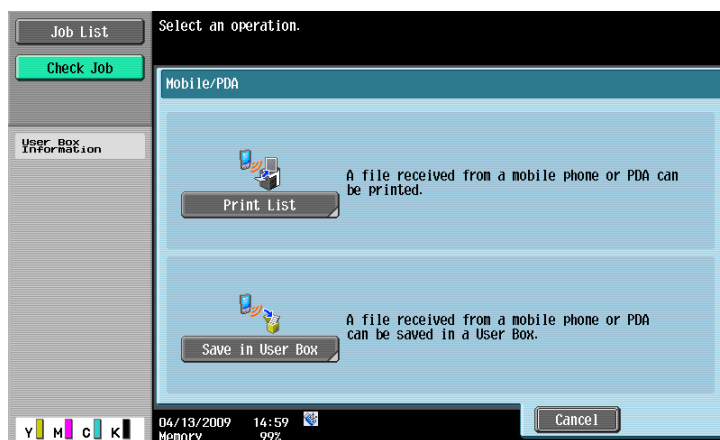 Job List
Check Job
User Box
Information
Select an operation.
Mobile/PDA
Print List
A file received from a mobile phone or PDA can
be printed.
Save in User Box
A file received from a mobile phone or PDA
can be saved in a User Box.
Y M C K
04/13/2009 14:59
Memory 99%
Cancel